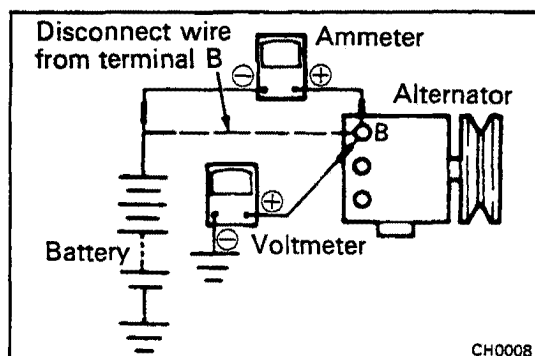 Disconnect wire
from terminal B
Ammeter
⊖ ⊕
Alternator
B
⊕
⊖
Voltmeter
Battery
CH0008